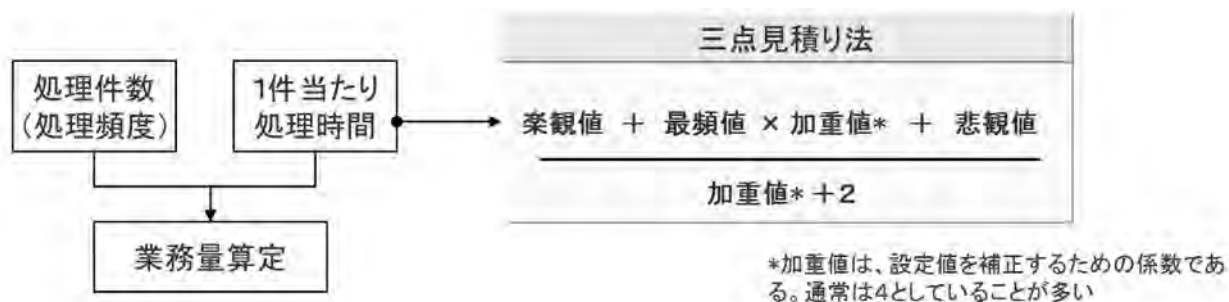 三点見積り法
処理件数
（処理頻度）
1件当たり
処理時間
楽観値 ＋ 最頻値 × 加重値* ＋ 悲観値
加重値*＋2
業務量算定
*加重値は、設定値を補正するための係数であ
る。通常は4としていることが多い